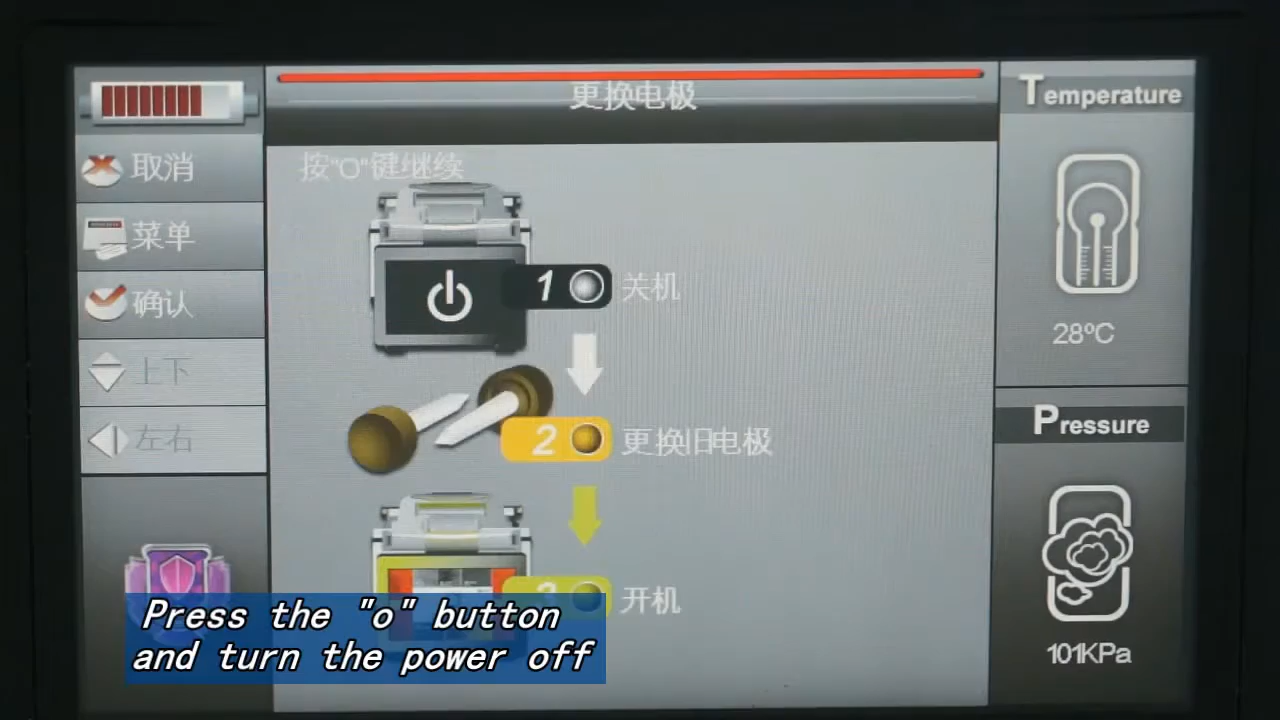 更换电极
取消
菜单
确认
上下
左右
按"O"键继续
1 关机
2 更换旧电极
3 开机
Temperature
28ºC
Pressure
101KPa
Press the "o" button
and turn the power off